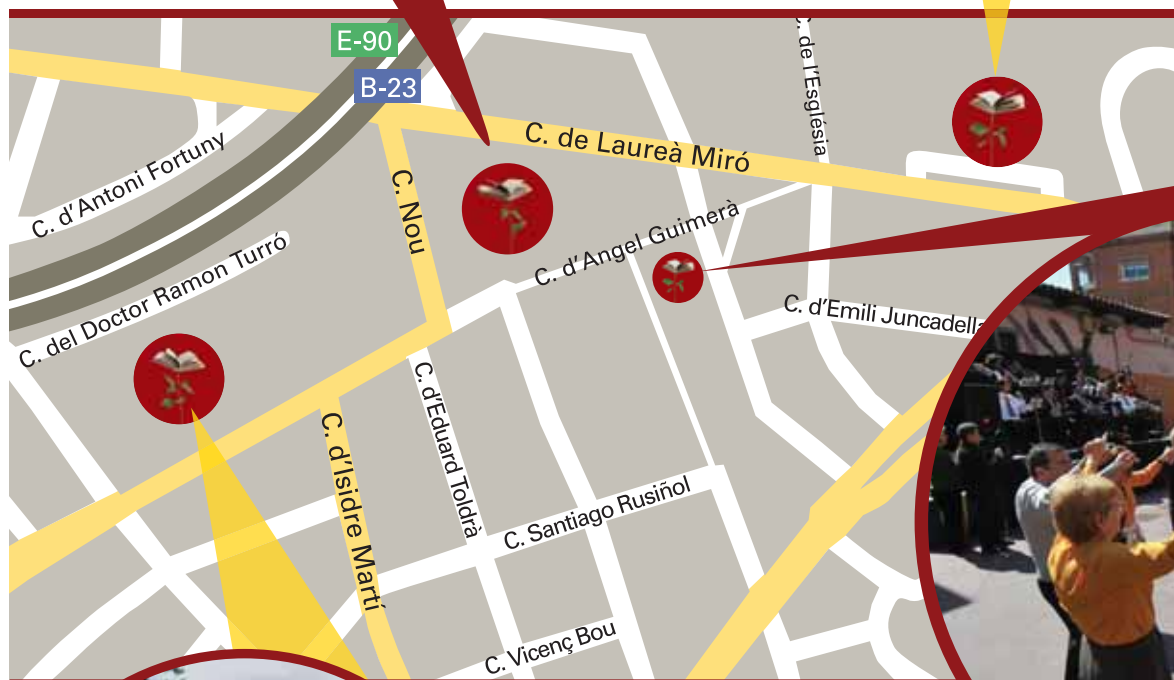 E-90
B-23
C. de l'Església
C. de Laureà Miró
C. d'Antoni Fortuny
C. Nou
C. d'Angel Guimerà
C. del Doctor Ramon Turró
C. d'Emili Juncadella
C. d'Eduard Toldrà
C. d'Isidre Martí
C. Santiago Rusiñol
C. Vicenç Bou